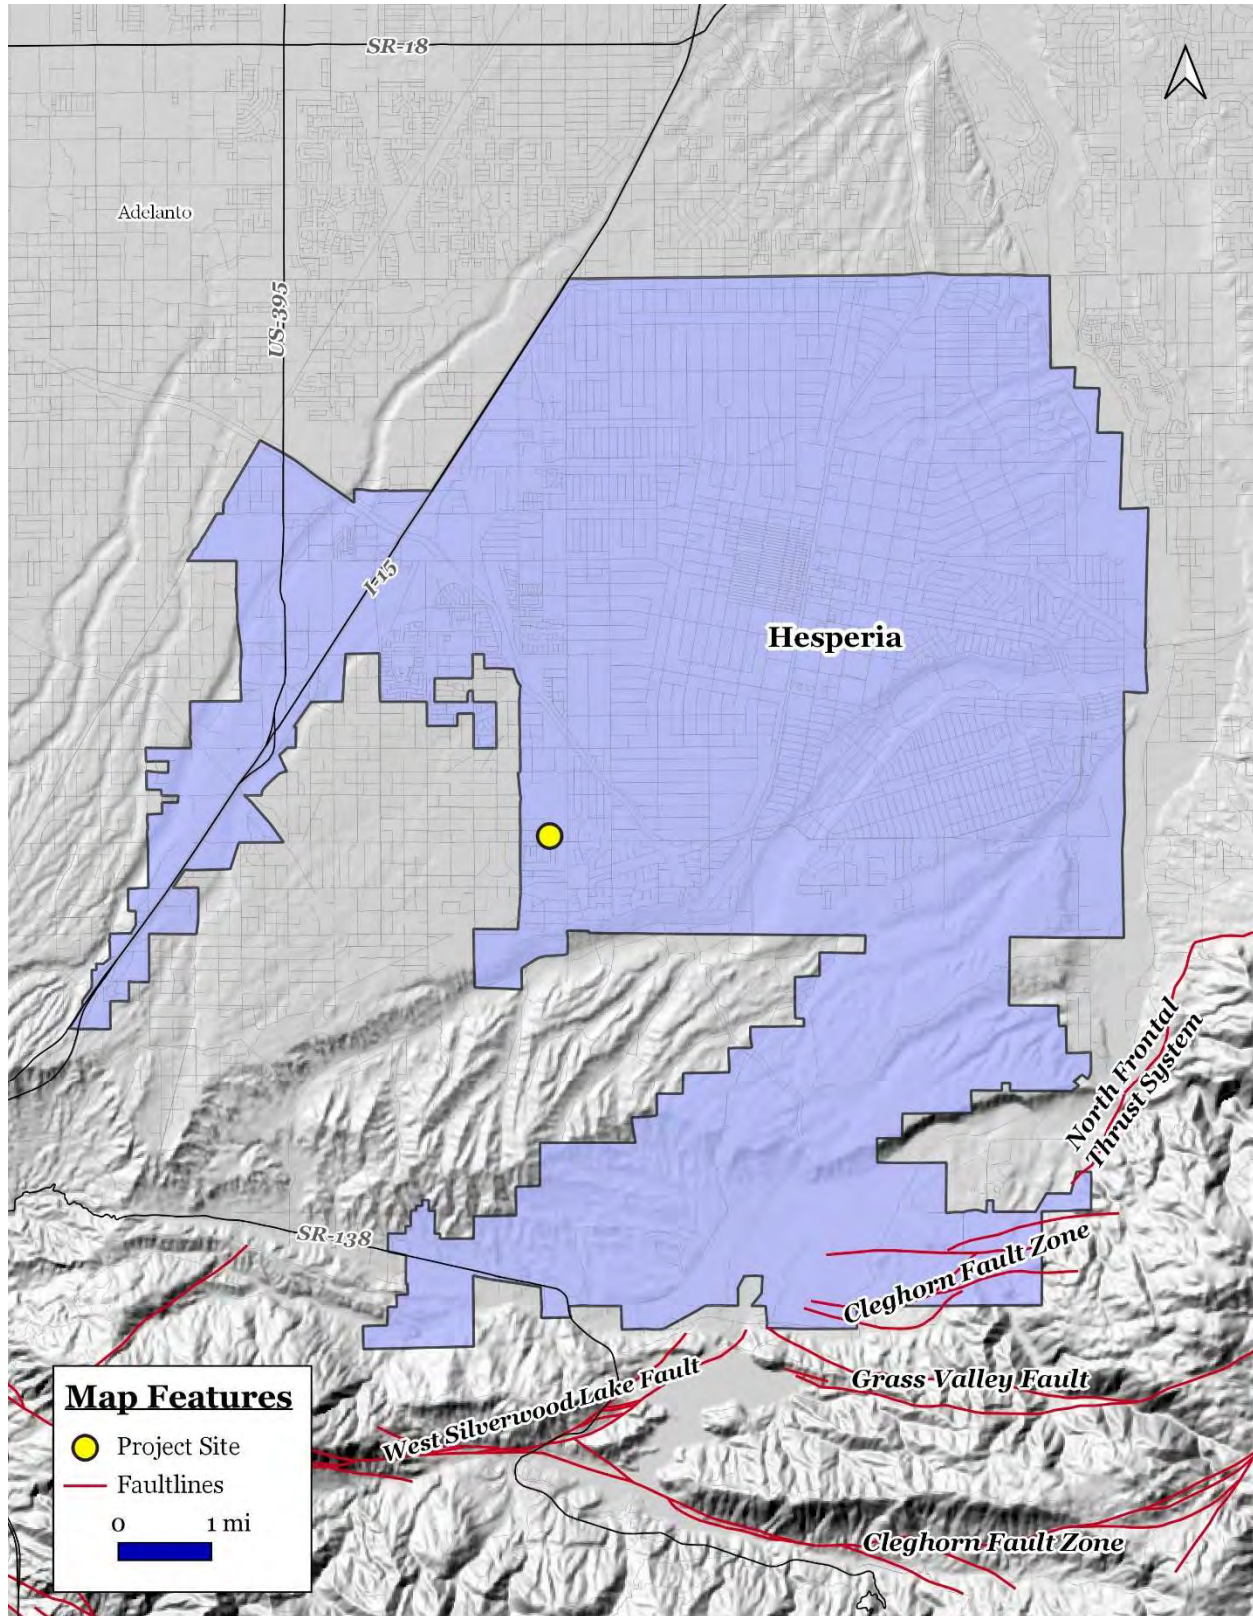 SR-18
Adelanto
US-395
I-15
Hesperia
North Frontal
Thrust System
SR-138
Cleghorn Fault Zone
Grass Valley Fault
West Silverwood Lake Fault
Cleghorn Fault Zone
Map Features
Project Site
Faultlines
0 1 mi